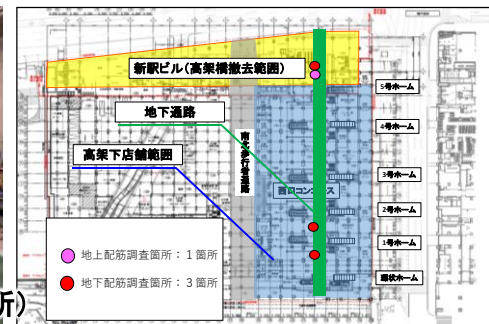 新駅ビル(高架橋撤去範囲)
地下通路
高架下店舗範囲
南北歩行者通路
西口コンコース
5号ホーム
4号ホーム
3号ホーム
2号ホーム
1号ホーム
環状ホーム
地上配筋調査箇所：1箇所
地下配筋調査箇所：3箇所
所)